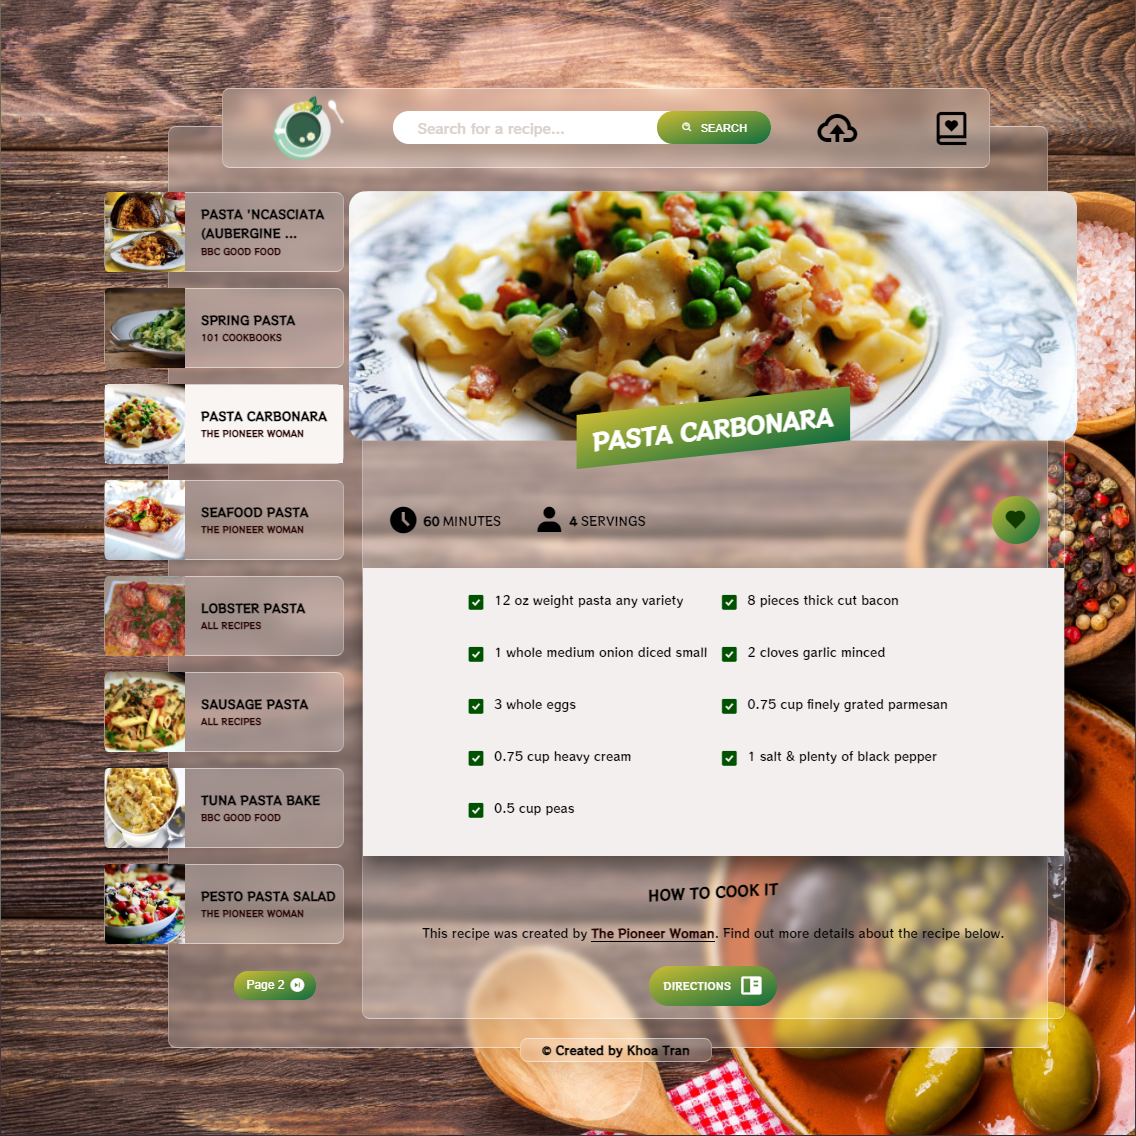 Search for a recipe...
SEARCH
PASTA 'NCASCIATA
(AUBERGINE ...
BBC GOOD FOOD
SPRING PASTA
101 COOKBOOKS
PASTA CARBONARA
THE PIONEER WOMAN
SEAFOOD PASTA
THE PIONEER WOMAN
LOBSTER PASTA
ALL RECIPES
SAUSAGE PASTA
ALL RECIPES
TUNA PASTA BAKE
BBC GOOD FOOD
PESTO PASTA SALAD
THE PIONEER WOMAN
Page 2
PASTA CARBONARA
60 MINUTES
4 SERVINGS
12 oz weight pasta any variety
8 pieces thick cut bacon
1 whole medium onion diced small
2 cloves garlic minced
3 whole eggs
0.75 cup finely grated parmesan
0.75 cup heavy cream
1 salt & plenty of black pepper
0.5 cup peas
HOW TO COOK IT
This recipe was created by The Pioneer Woman. Find out more details about the recipe below.
DIRECTIONS
© Created by Khoa Tran